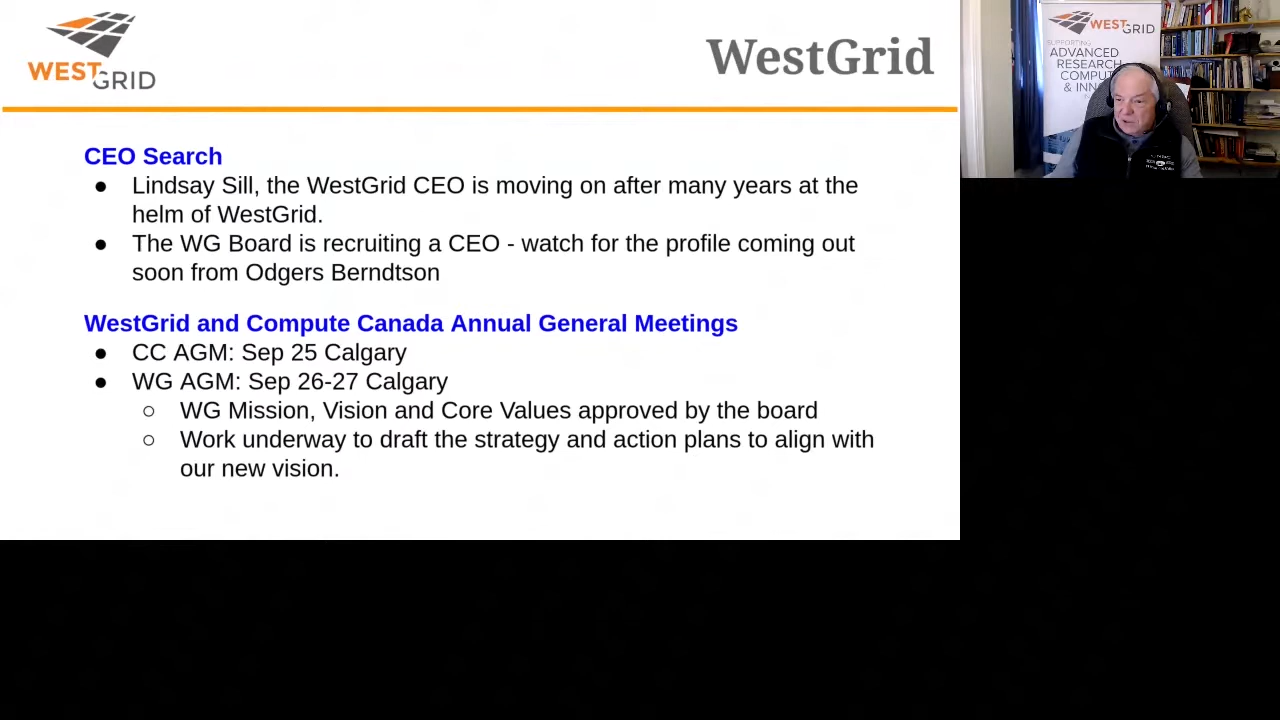 WESTGRID
WestGrid
CEO Search
● Lindsay Sill, the WestGrid CEO is moving on after many years at the
helm of WestGrid.
● The WG Board is recruiting a CEO - watch for the profile coming out
soon from Odgers Berndtson
WestGrid and Compute Canada Annual General Meetings
● CC AGM: Sep 25 Calgary
● WG AGM: Sep 26-27 Calgary
○ WG Mission, Vision and Core Values approved by the board
○ Work underway to draft the strategy and action plans to align with
our new vision.
WESTGRID
SUPPORTING
ADVANCED
RESEARCH
COMPUT
& INN